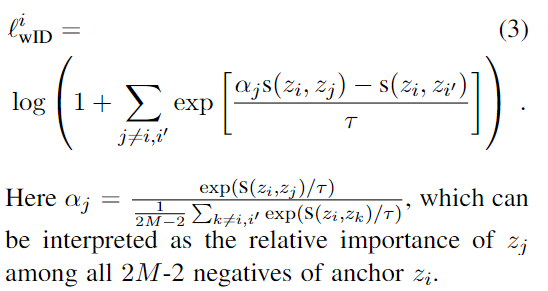 ℓ^i_wID = (3)
log ( 1 + ∑_{j≠i,i′} exp [ (α_j s(z_i, z_j) − s(z_i, z_{i′})) / τ ] ) .
Here α_j = exp(s(z_i,z_j)/τ) / ( 1/(2M−2) ∑_{k≠i,i′} exp(s(z_i,z_k)/τ) ), which can
be interpreted as the relative importance of z_j
among all 2M-2 negatives of anchor z_i.